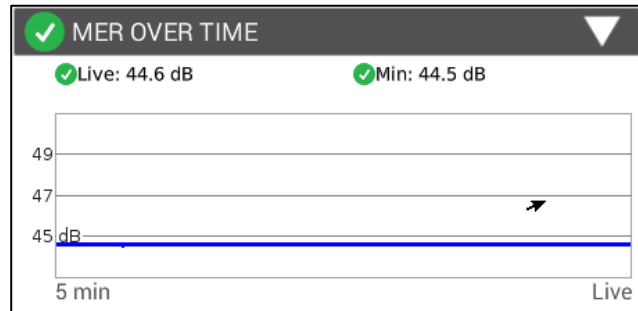 MER OVER TIME
Live: 44.6 dB Min: 44.5 dB
49
47
45 dB
5 min Live